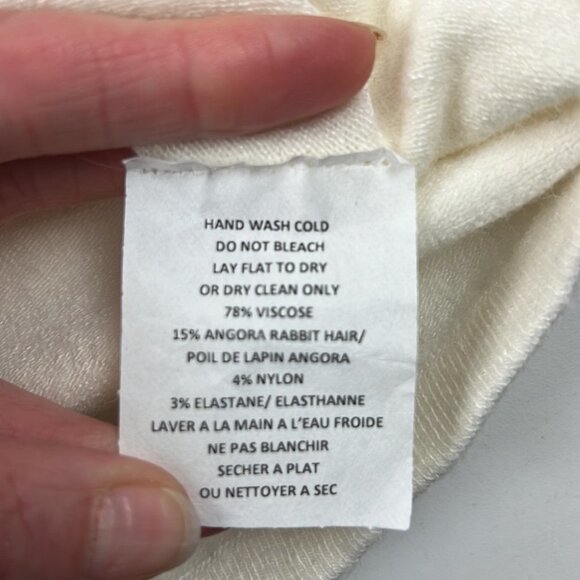 HAND WASH COLD
DO NOT BLEACH
LAY FLAT TO DRY
OR DRY CLEAN ONLY
78% VISCOSE
15% ANGORA RABBIT HAIR/
POIL DE LAPIN ANGORA
4% NYLON
3% ELASTANE/ ELASTHANNE
LAVER A LA MAIN A L'EAU FROIDE
NE PAS BLANCHIR
SECHER A PLAT
OU NETTOYER A SEC